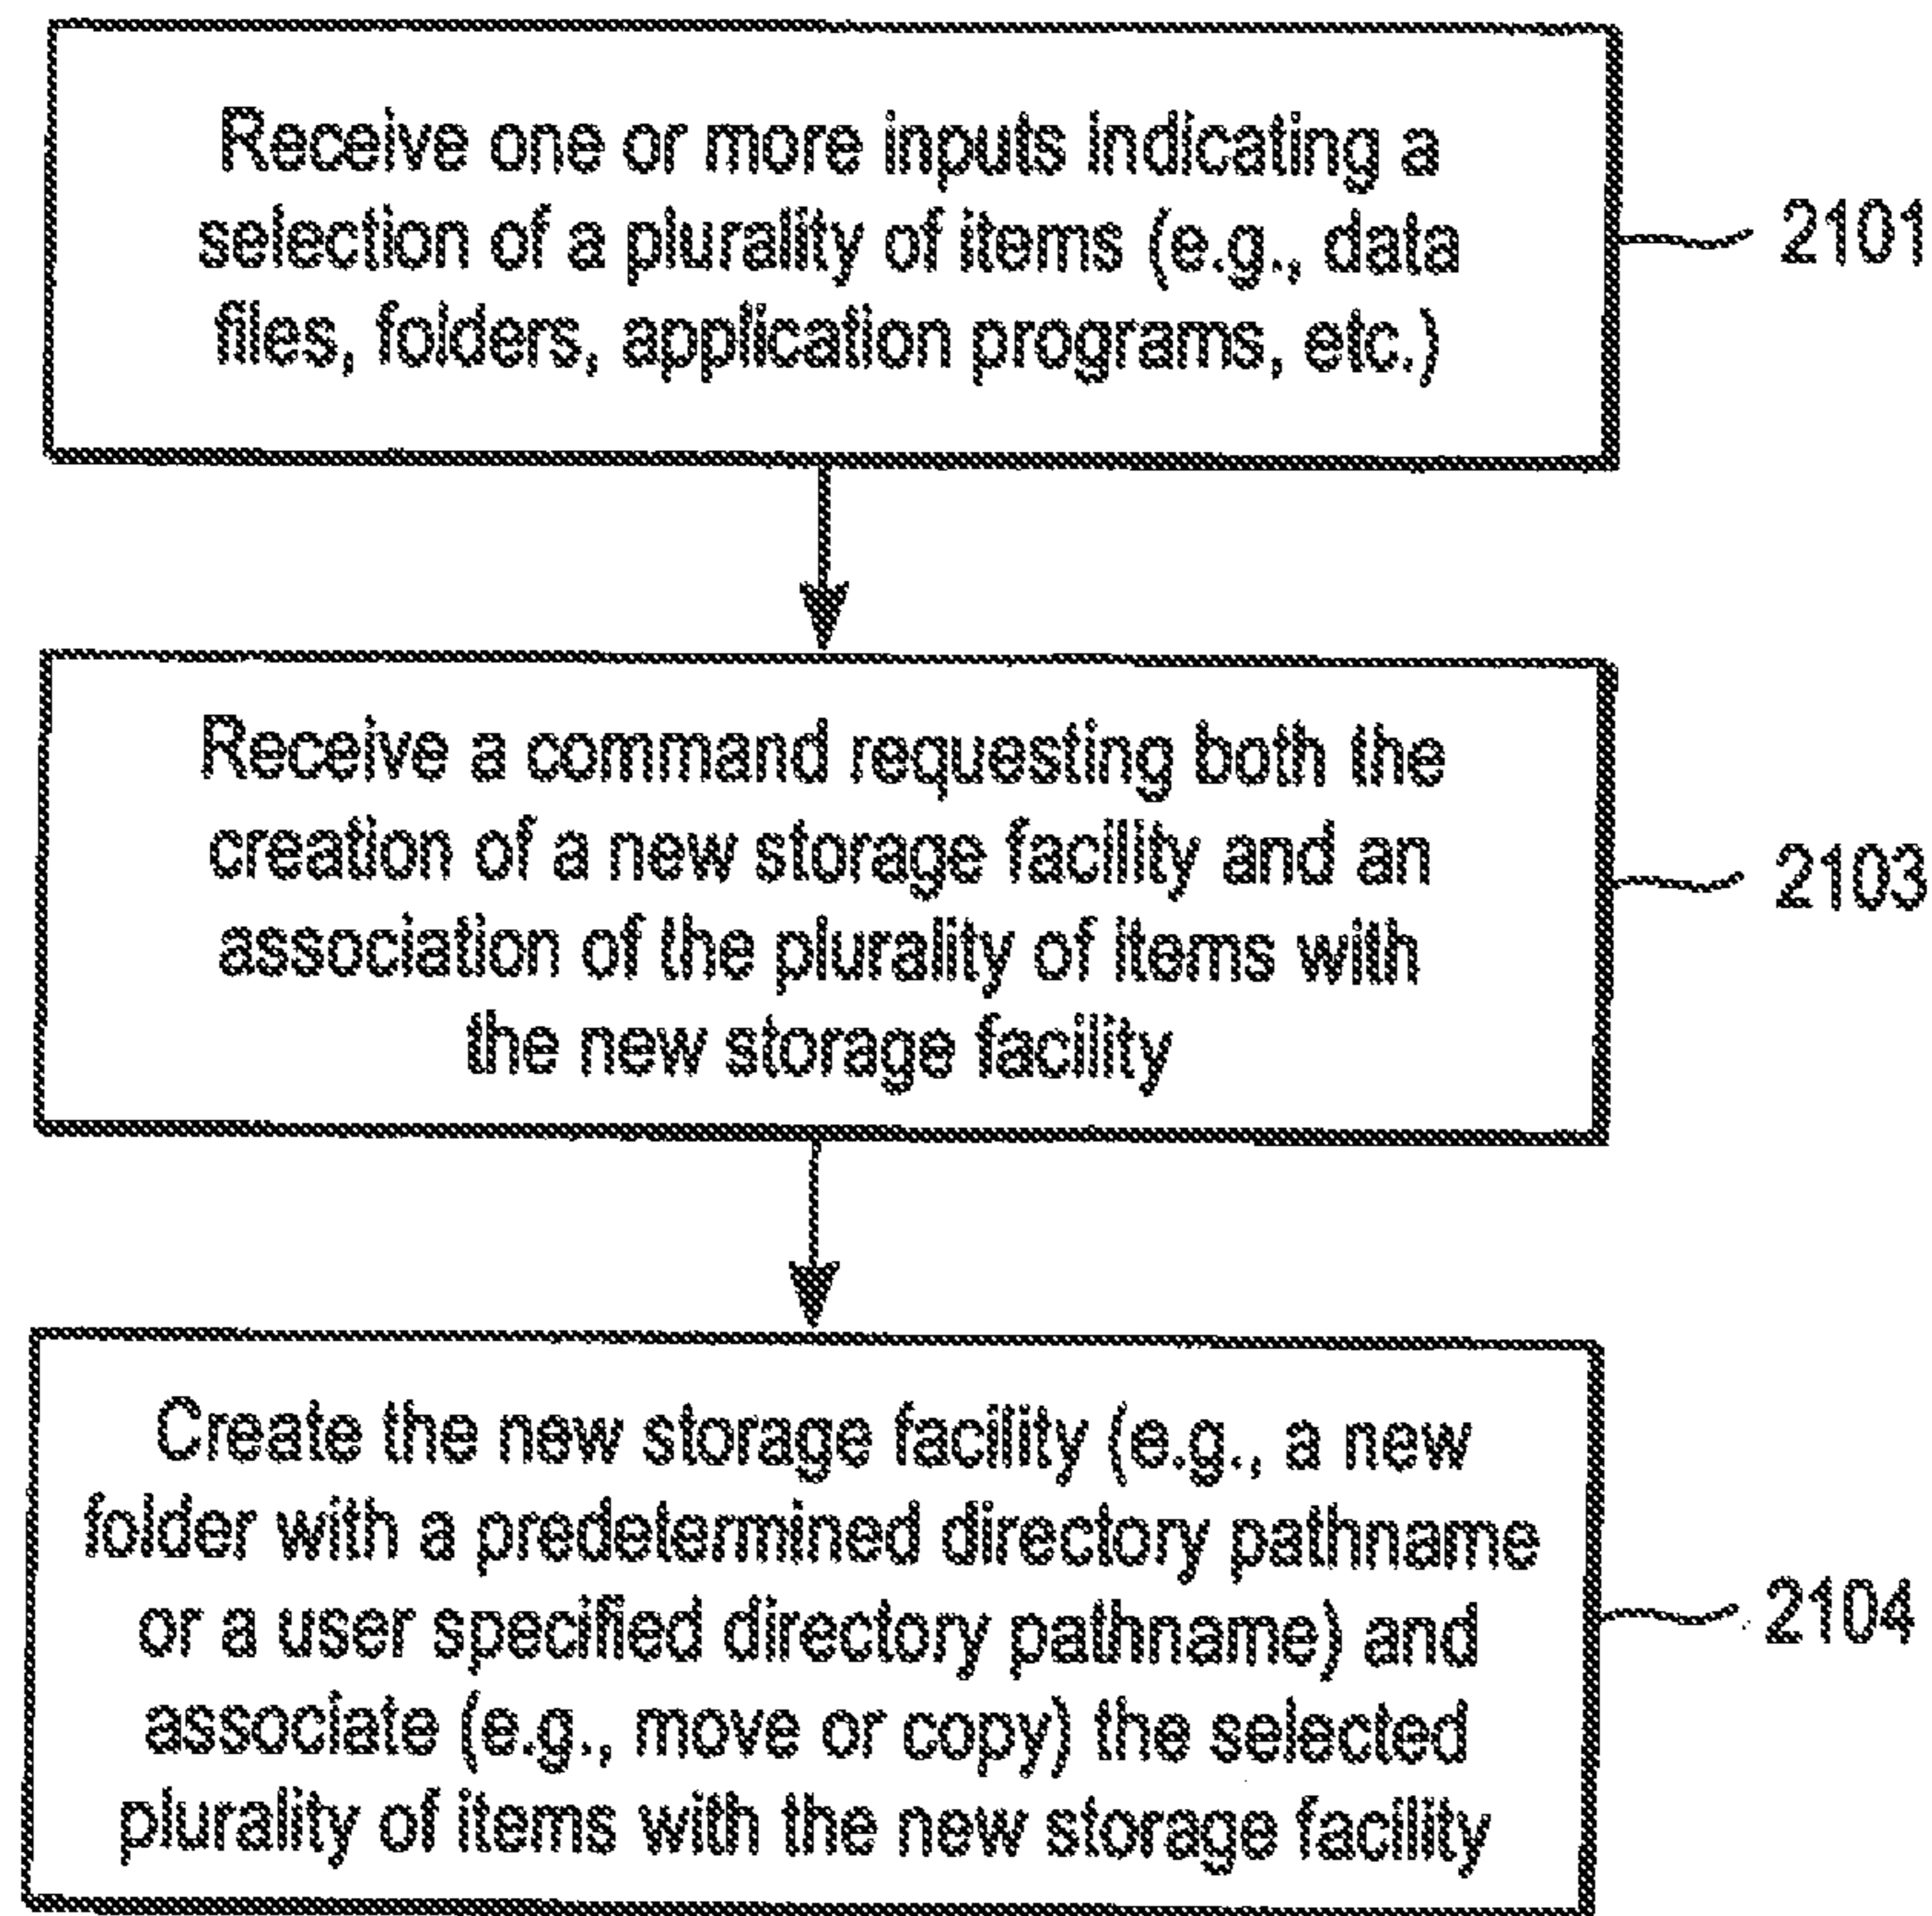 Receive one or more inputs indicating a
selection of a plurality of items (e.g., data
files, folders, application programs, etc.)
2101
Receive a command requesting both the
creation of a new storage facility and an
association of the plurality of items with
the new storage facility
2103
Create the new storage facility (e.g., a new
folder with a predetermined directory pathname
or a user specified directory pathname) and
associate (e.g., move or copy) the selected
plurality of items with the new storage facility
2104